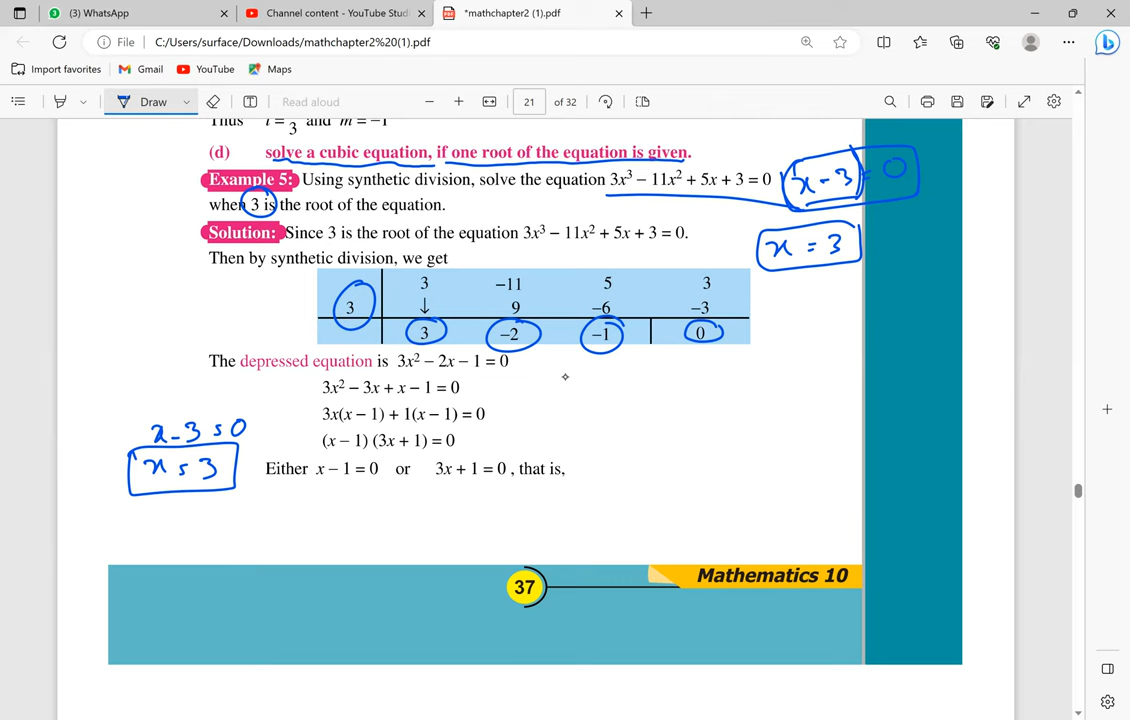 (3) WhatsApp
Channel content - YouTube Studi
*mathchapter2 (1).pdf
File C:/Users/surface/Downloads/mathchapter2%20(1).pdf
Import favorites Gmail YouTube Maps
Draw Read aloud 21 of 32
Thus l = /3 and m = −1
(d) solve a cubic equation, if one root of the equation is given.
Example 5: Using synthetic division, solve the equation 3x³ − 11x² + 5x + 3 = 0
x - 3 = 0
when 3 is the root of the equation.
Solution: Since 3 is the root of the equation 3x³ − 11x² + 5x + 3 = 0.
x = 3
Then by synthetic division, we get
3 −11 5 3
3 ↓ 9 −6 −3
3 −2 −1 0
The depressed equation is 3x² − 2x − 1 = 0
3x² − 3x + x − 1 = 0
3x(x − 1) + 1(x − 1) = 0
x - 3 = 0
(x − 1) (3x + 1) = 0
x = 3
Either x − 1 = 0 or 3x + 1 = 0 , that is,
Mathematics 10
37